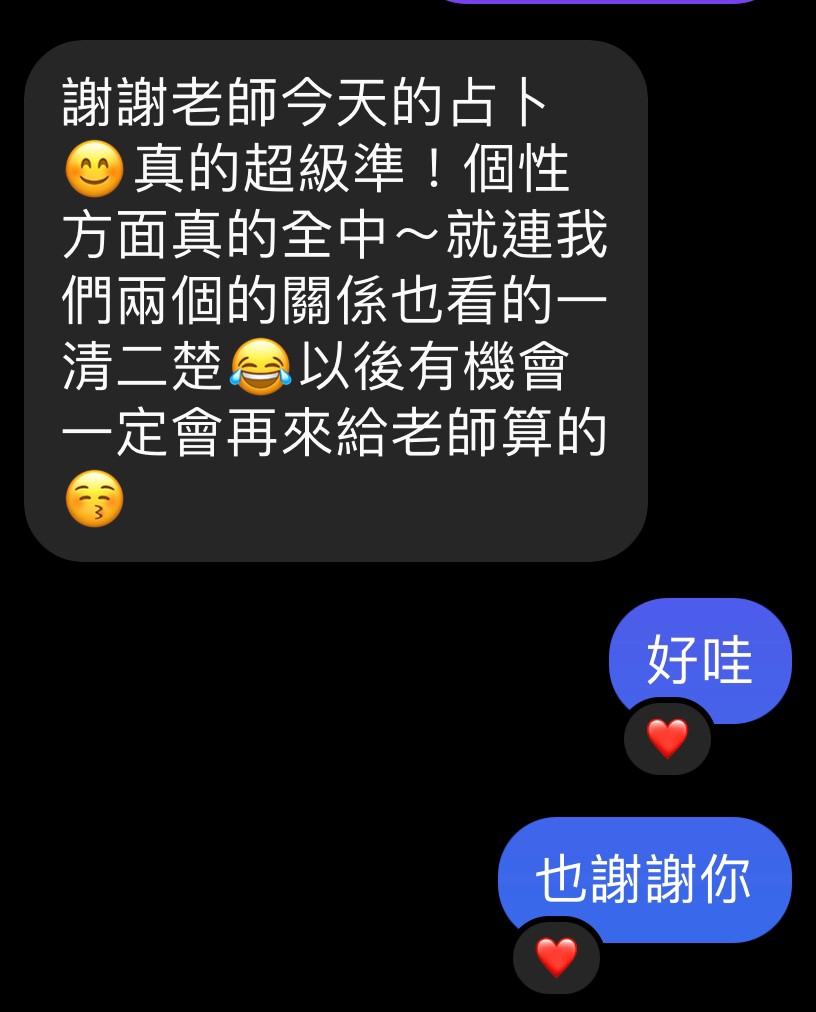 謝謝老師今天的占卜
😊真的超級準！個性
方面真的全中～就連我
們兩個的關係也看的一
清二楚😂以後有機會
一定會再來給老師算的
😚
好哇
❤️
也謝謝你
❤️